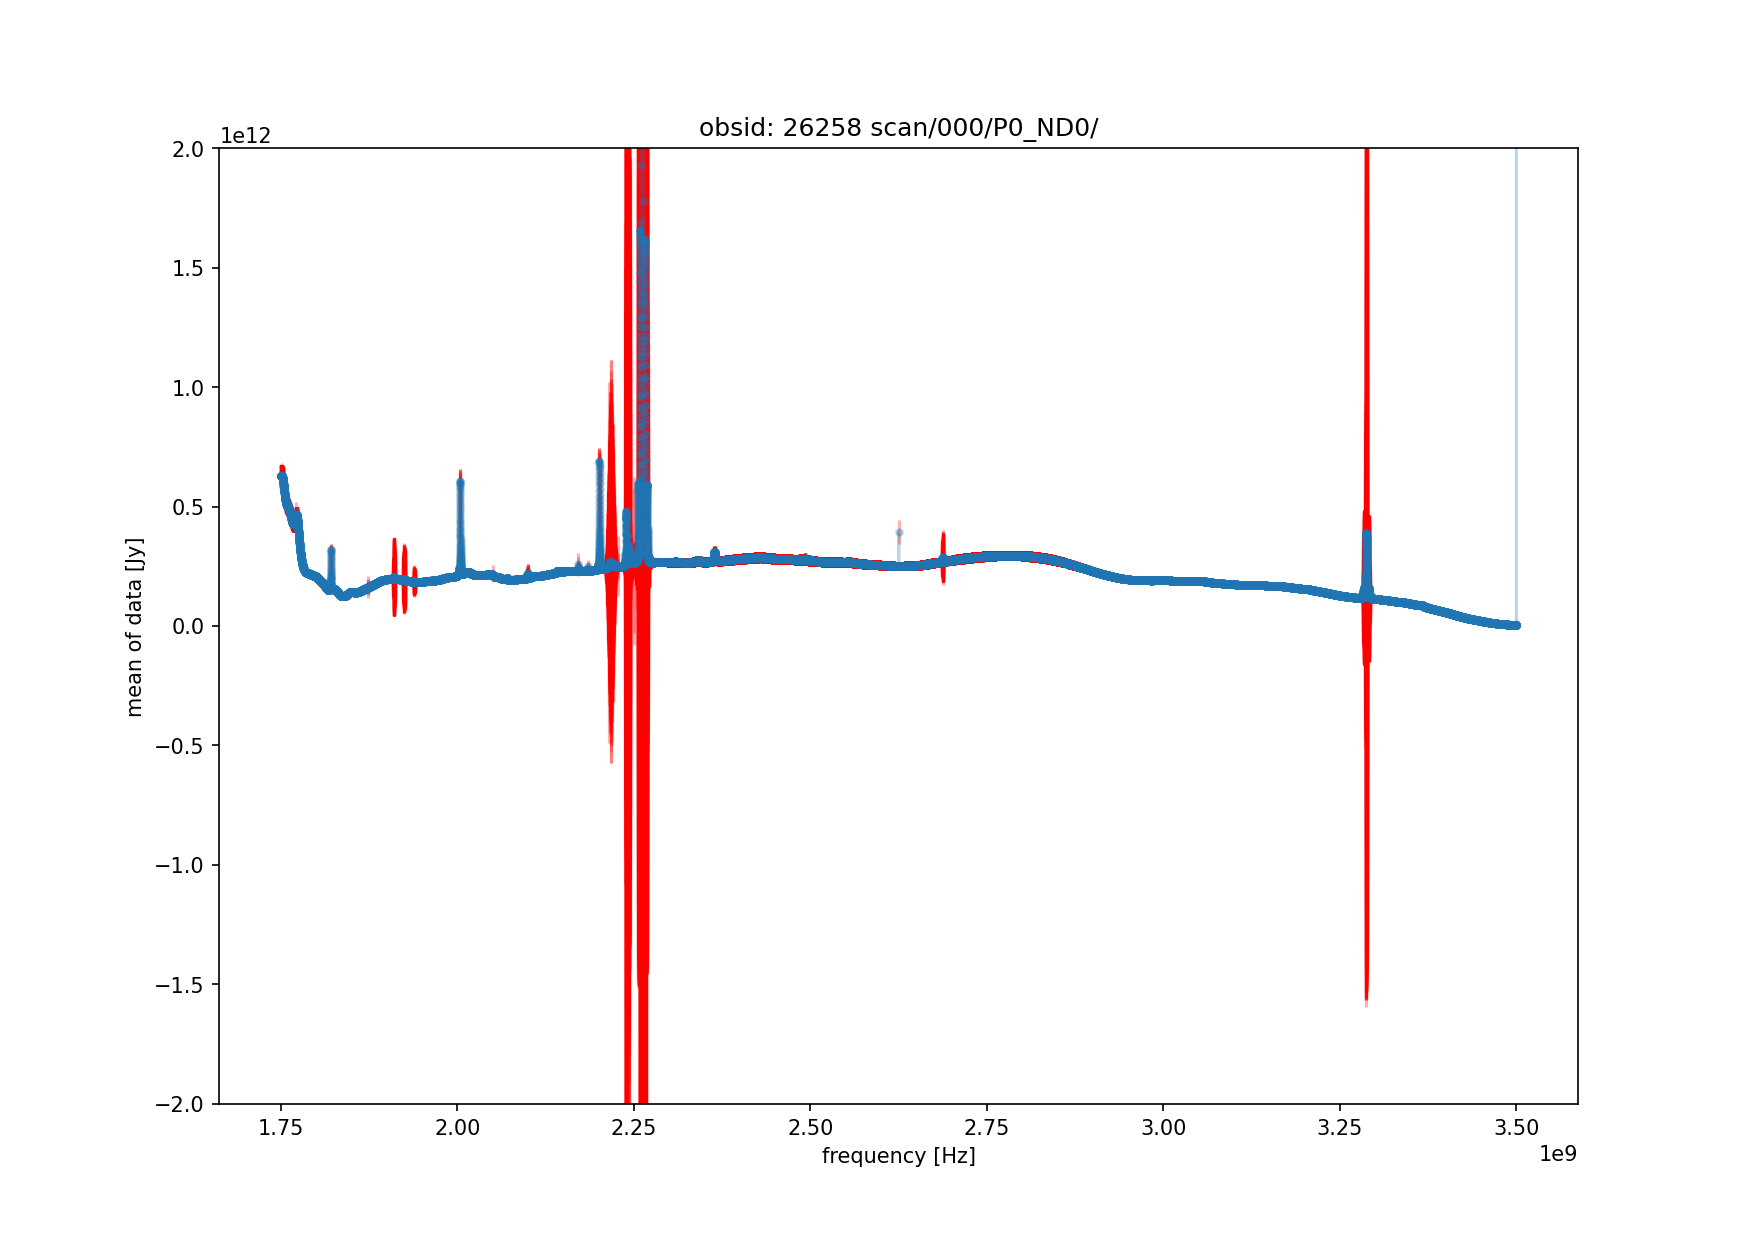 obsid: 26258 scan/000/P0_ND0/
1e12
2.0
1.5
1.0
0.5
0.0
−0.5
−1.0
−1.5
−2.0
mean of data [Jy]
1.75 2.00 2.25 2.50 2.75 3.00 3.25 3.50
1e9
frequency [Hz]